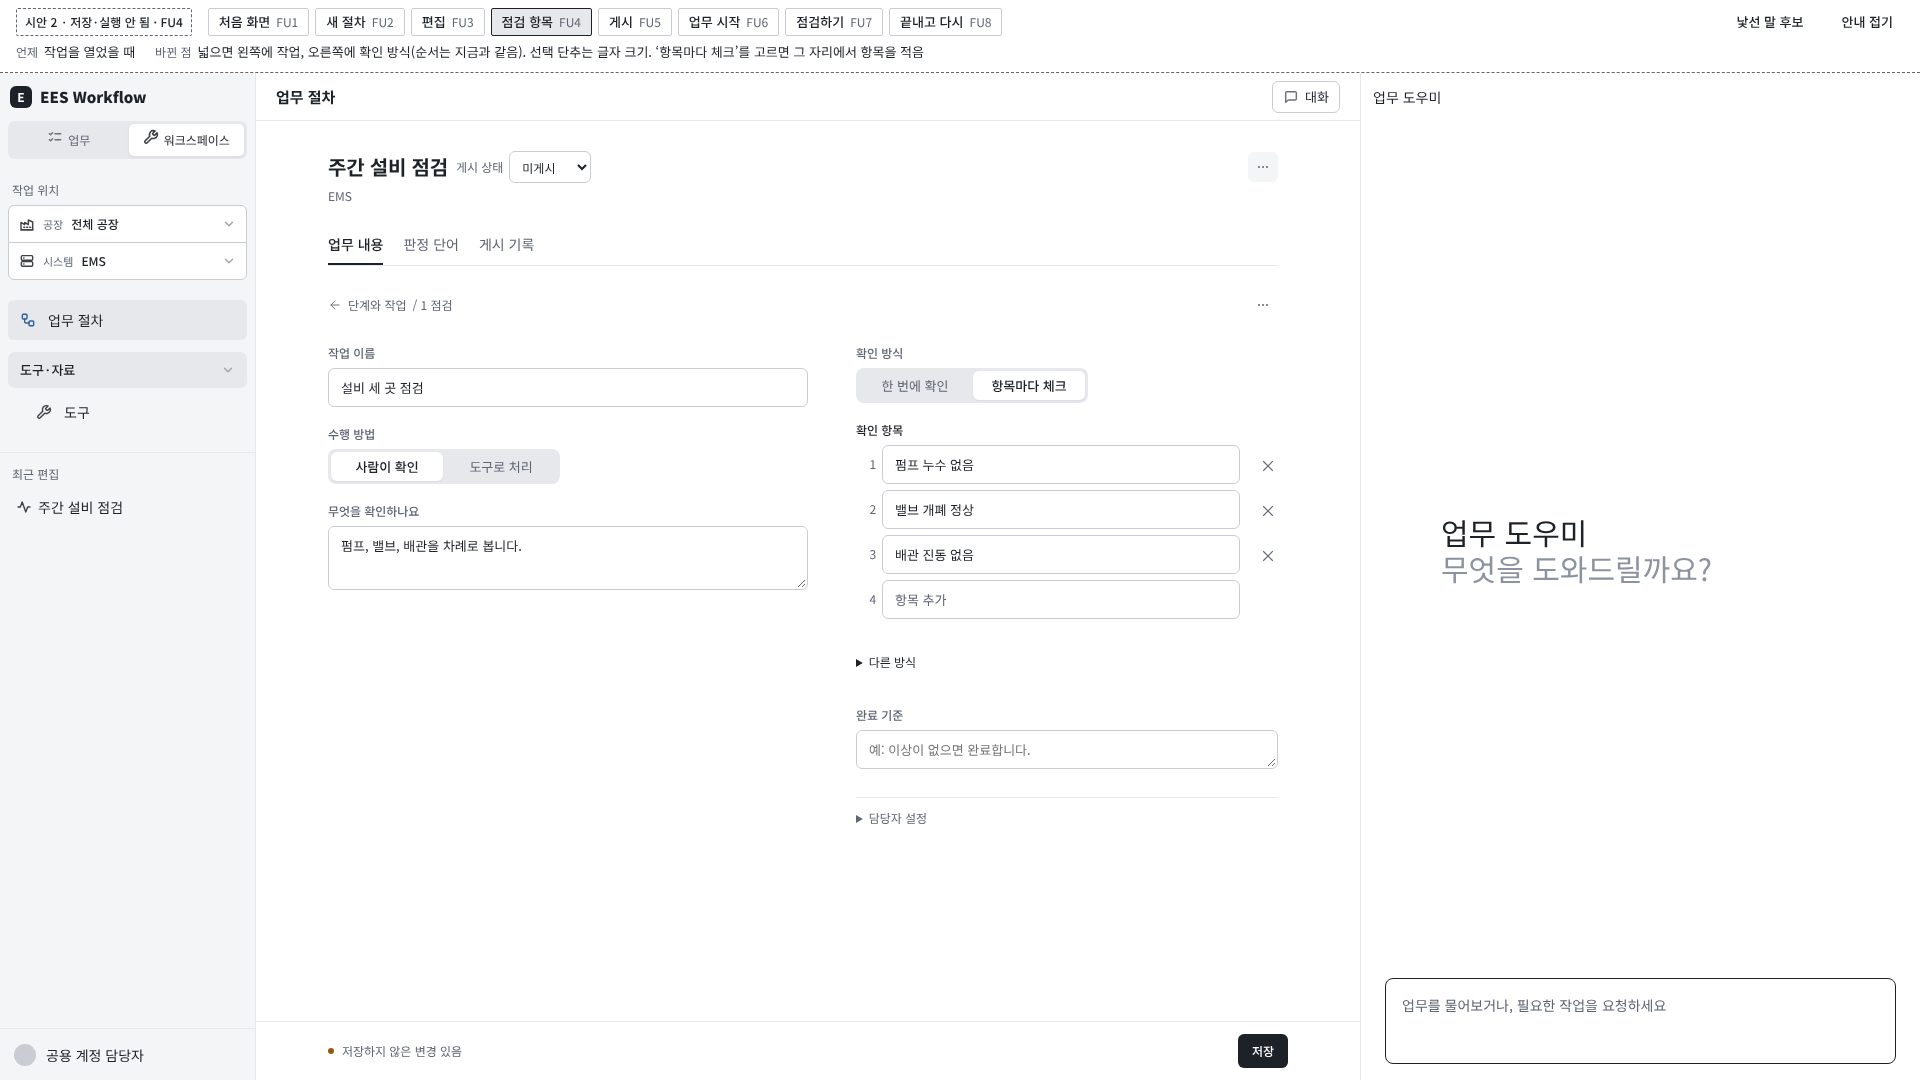 시안 2 · 저장·실행 안 됨 · FU4
처음 화면 FU1
새 절차 FU2
편집 FU3
점검 항목 FU4
게시 FU5
업무 시작 FU6
점검하기 FU7
끝내고 다시 FU8
낯선 말 후보
안내 접기
언제 작업을 열었을 때 바뀐 점 넓으면 왼쪽에 작업, 오른쪽에 확인 방식(순서는 지금과 같음). 선택 단추는 글자 크기. ‘항목마다 체크’를 고르면 그 자리에서 항목을 적음
E EES Workflow
업무
워크스페이스
작업 위치
공장 전체 공장
시스템 EMS
업무 절차
도구·자료
도구
최근 편집
주간 설비 점검
공용 계정 담당자
업무 절차
대화
주간 설비 점검 게시 상태 미게시
···
EMS
업무 내용
판정 단어
게시 기록
← 단계와 작업 / 1 점검
···
작업 이름
설비 세 곳 점검
수행 방법
사람이 확인
도구로 처리
무엇을 확인하나요
펌프, 밸브, 배관을 차례로 봅니다.
확인 방식
한 번에 확인
항목마다 체크
확인 항목
1 펌프 누수 없음
2 밸브 개폐 정상
3 배관 진동 없음
4 항목 추가
다른 방식
완료 기준
예: 이상이 없으면 완료합니다.
담당자 설정
저장하지 않은 변경 있음
저장
업무 도우미
업무 도우미
무엇을 도와드릴까요?
업무를 물어보거나, 필요한 작업을 요청하세요